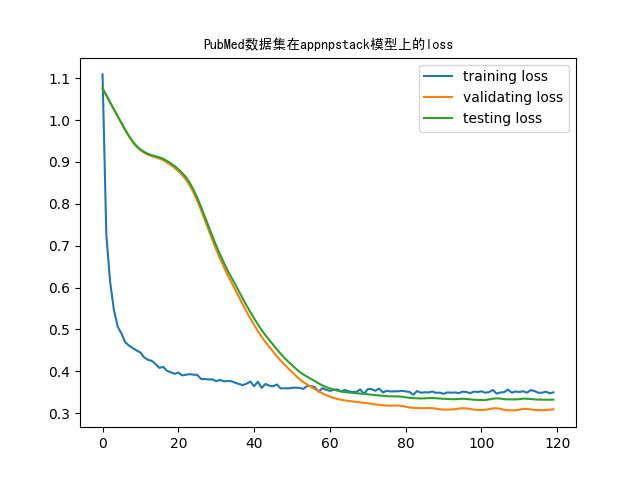 PubMed数据集在appnpstack模型上的loss
training loss
validating loss
testing loss
1.1
1.0
0.9
0.8
0.7
0.6
0.5
0.4
0.3
0 20 40 60 80 100 120